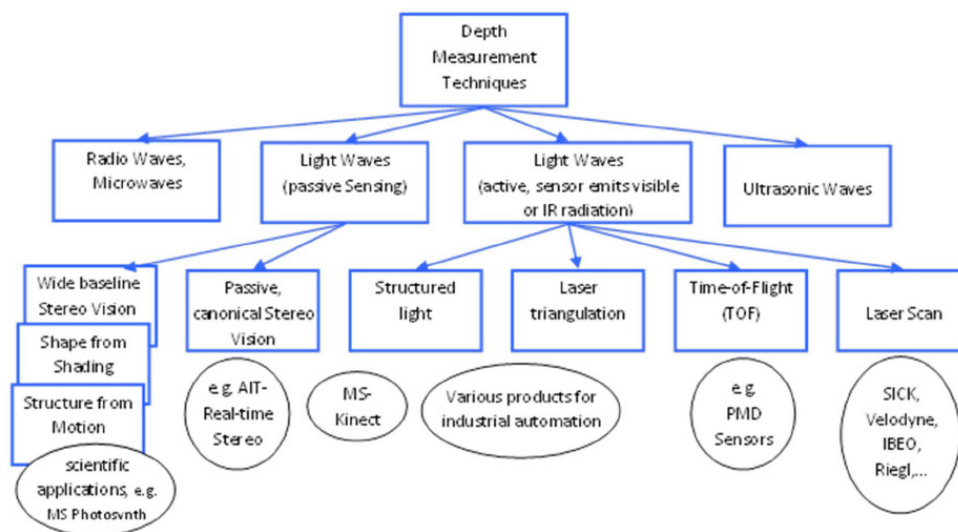 Depth
Measurement
Techniques
Radio Waves,
Microwaves
Light Waves
(passive Sensing)
Light Waves
(active, sensor emits visible
or IR radiation)
Ultrasonic Waves
Wide baseline
Stereo Vision
Shape from
Shading
Structure from
Motion
scientific
applications, e.g.
MS Photosynth
Passive,
canonical Stereo
Vision
e.g. AIT-
Real-time
Stereo
Structured
light
MS-
Kinect
Laser
triangulation
Various products for
industrial automation
Time-of-Flight
(TOF)
e.g.
PMD
Sensors
Laser Scan
SICK,
Velodyne,
IBEO,
Riegl,...